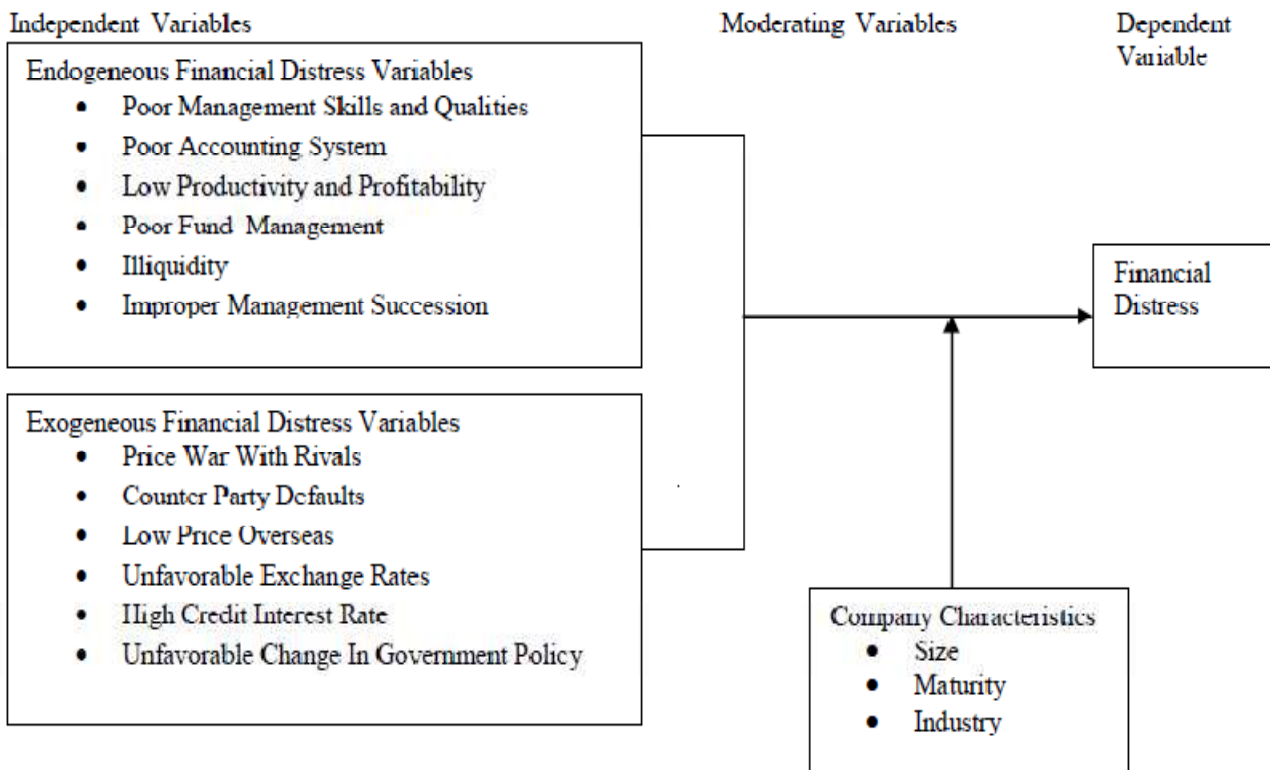 Independent Variables
Moderating Variables
Dependent
Variable
Endogeneous Financial Distress Variables
• Poor Management Skills and Qualities
• Poor Accounting System
• Low Productivity and Profitability
• Poor Fund Management
• Illiquidity
• Improper Management Succession
Financial
Distress
Exogeneous Financial Distress Variables
• Price War With Rivals
• Counter Party Defaults
• Low Price Overseas
• Unfavorable Exchange Rates
• High Credit Interest Rate
• Unfavorable Change In Government Policy
Company Characteristics
• Size
• Maturity
• Industry